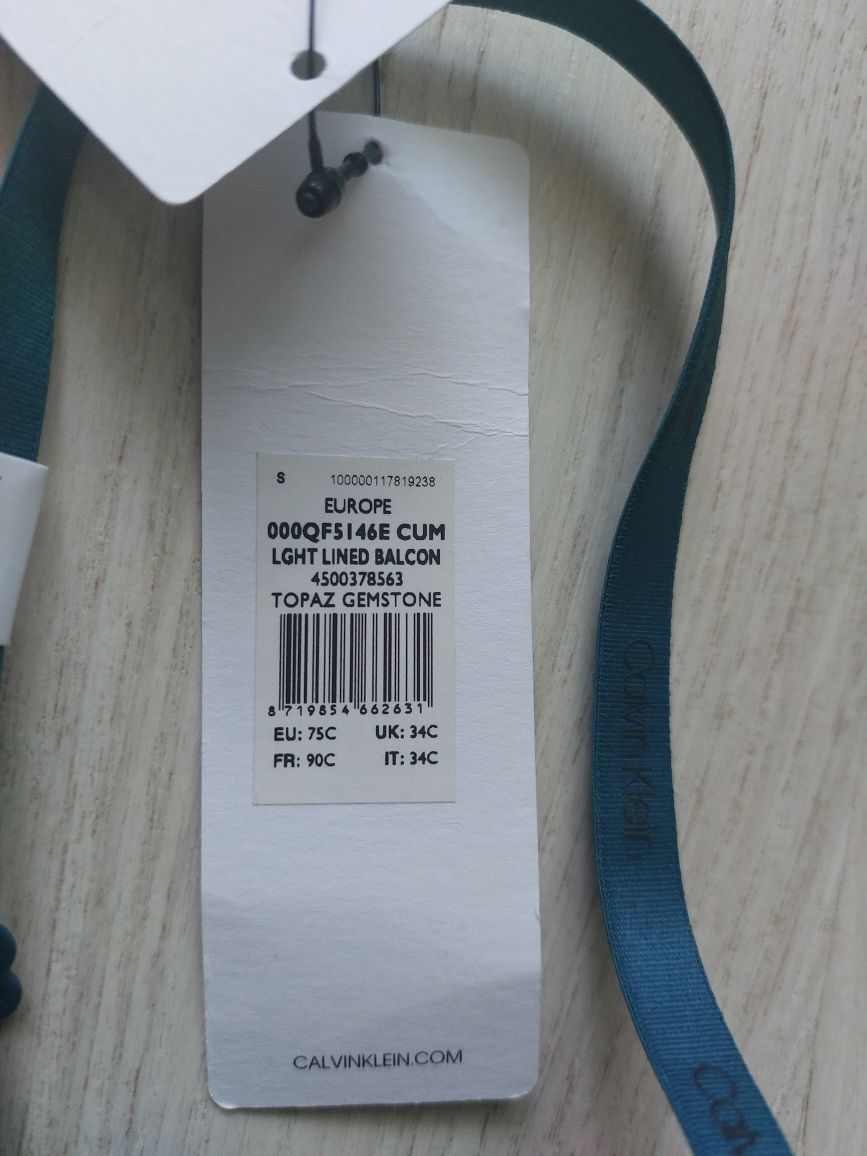 S 100000117819238
EUROPE
000QF5146E CUM
LGHT LINED BALCON
4500378563
TOPAZ GEMSTONE
8 719854 662631
EU: 75C UK: 34C
FR: 90C IT: 34C
CALVINKLEIN.COM
Calvin Klein